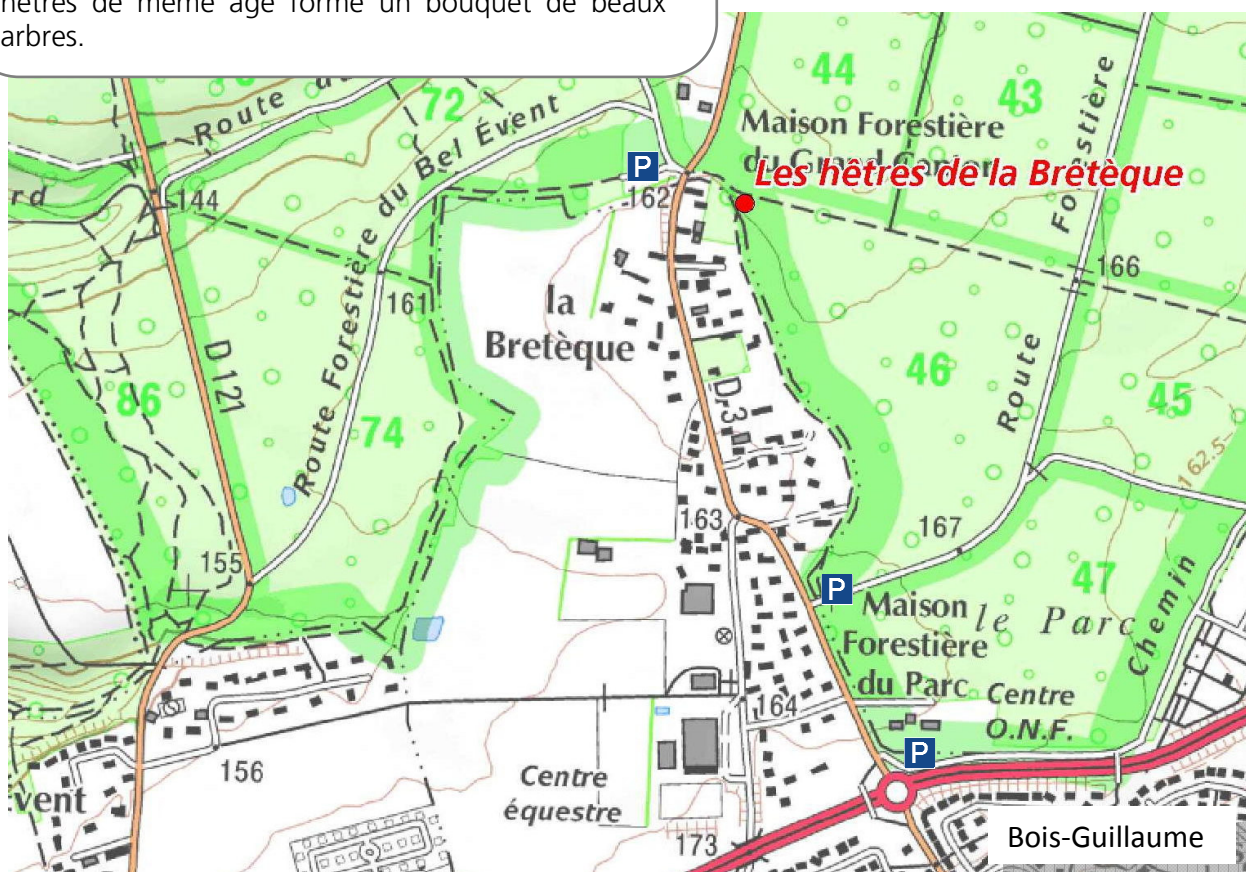 hêtres de même âge forme un bouquet de beaux
arbres.
44
43
72
Route
Route Forestière du Bel Évent
Maison Forestière
du Grand
Les hêtres de la Bretèque
P
162
rd
144
Route Forestière
166
161
la
Bretèque
46
45
86
D 121
74
D 3
162.5
163
167
155
P
47
Maison
Forestière
du Parc
le Parc
Chemin
Centre
O.N.F.
164
P
156
Centre
équestre
vent
173
Bois-Guillaume